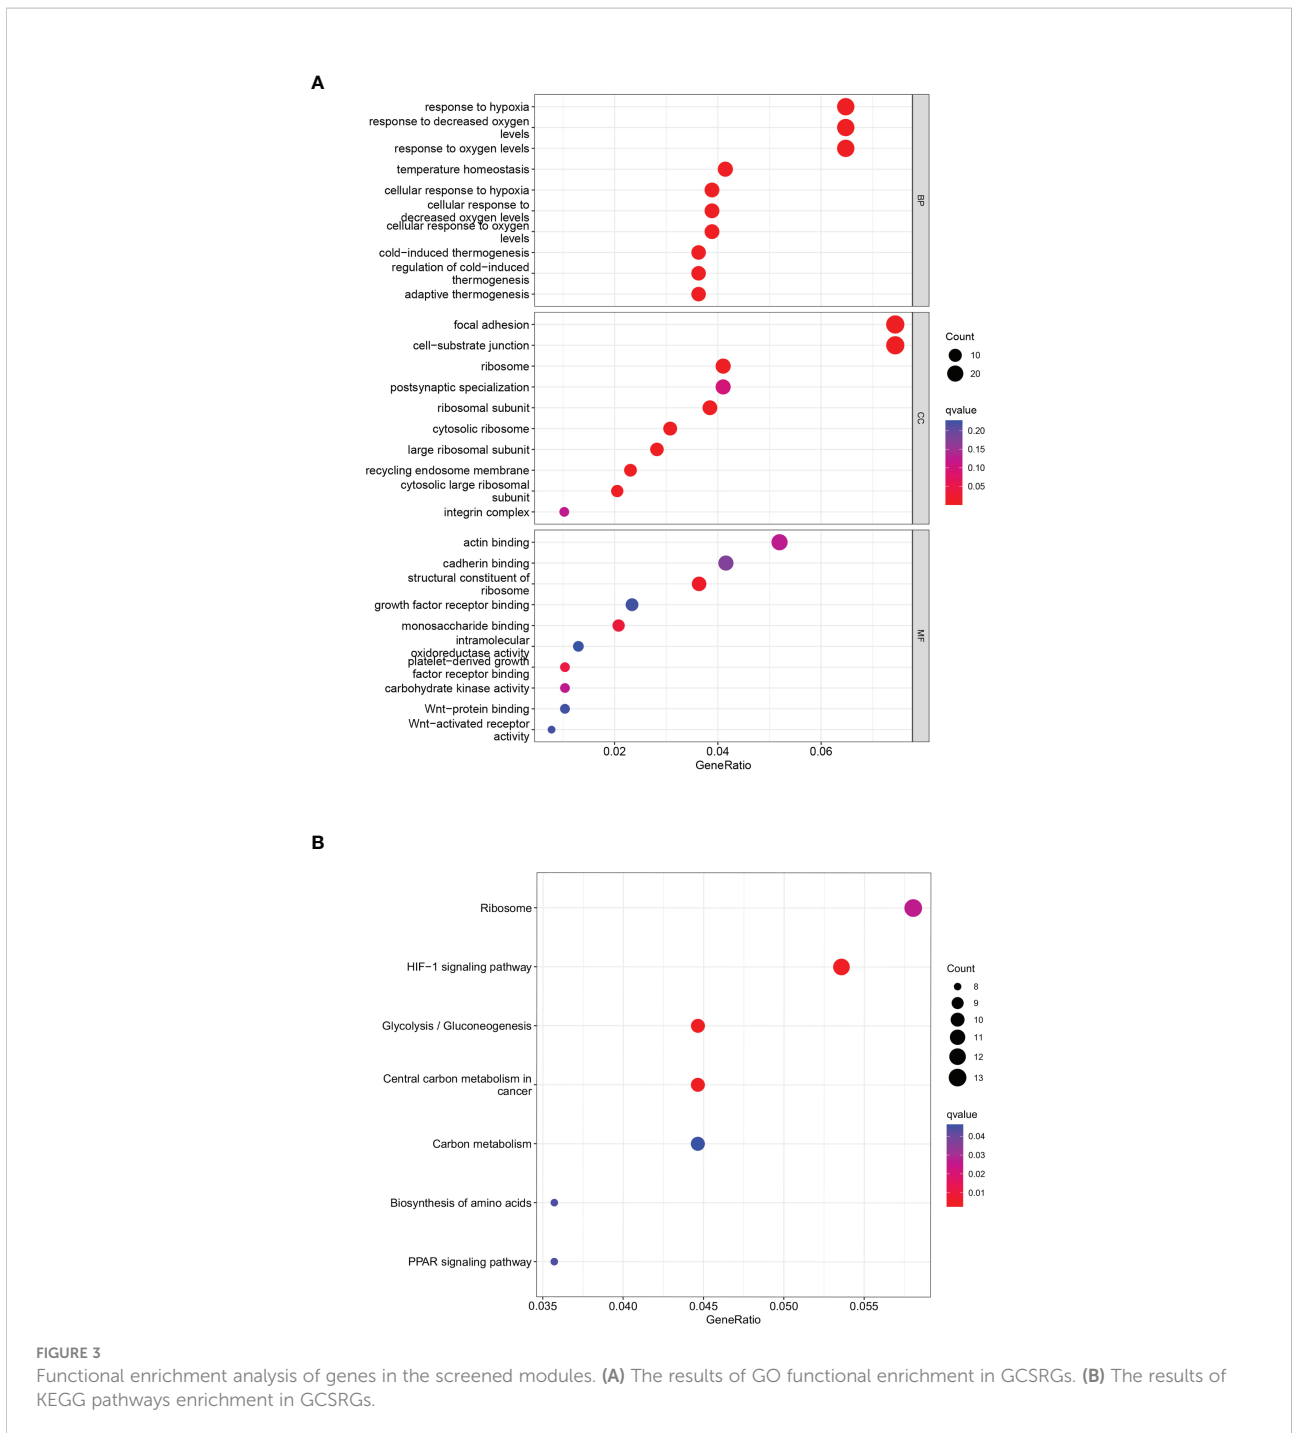 A
response to hypoxia
response to decreased oxygen
levels
response to oxygen levels
temperature homeostasis
cellular response to hypoxia
cellular response to
decreased oxygen levels
cellular response to oxygen
levels
cold−induced thermogenesis
regulation of cold−induced
thermogenesis
adaptive thermogenesis
BP
focal adhesion
cell−substrate junction
ribosome
postsynaptic specialization
ribosomal subunit
cytosolic ribosome
large ribosomal subunit
recycling endosome membrane
cytosolic large ribosomal
subunit
integrin complex
CC
actin binding
cadherin binding
structural constituent of
ribosome
growth factor receptor binding
monosaccharide binding
intramolecular
oxidoreductase activity
platelet−derived growth
factor receptor binding
carbohydrate kinase activity
Wnt−protein binding
Wnt−activated receptor
activity
MF
0.02 0.04 0.06
GeneRatio
Count
10
20
qvalue
0.20
0.15
0.10
0.05
B
Ribosome
HIF−1 signaling pathway
Glycolysis / Gluconeogenesis
Central carbon metabolism in
cancer
Carbon metabolism
Biosynthesis of amino acids
PPAR signaling pathway
0.035 0.040 0.045 0.050 0.055
GeneRatio
Count
8
9
10
11
12
13
qvalue
0.04
0.03
0.02
0.01
FIGURE 3
Functional enrichment analysis of genes in the screened modules. (A) The results of GO functional enrichment in GCSRGs. (B) The results of
KEGG pathways enrichment in GCSRGs.